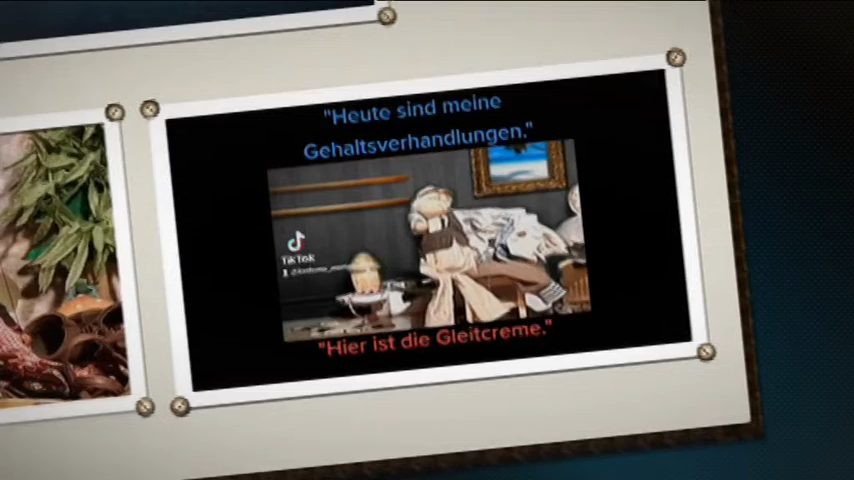 "Heute sind meine
Gehaltsverhandlungen."
TikTok
"Hier ist die Gleitcreme."